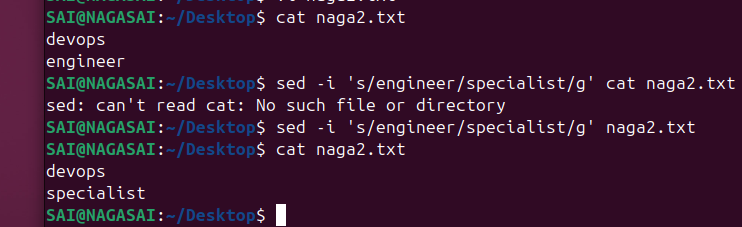 SAI@NAGASAI:~/Desktop$ cat naga2.txt
devops
engineer
SAI@NAGASAI:~/Desktop$ sed -i 's/engineer/specialist/g' cat naga2.txt
sed: can't read cat: No such file or directory
SAI@NAGASAI:~/Desktop$ sed -i 's/engineer/specialist/g' naga2.txt
SAI@NAGASAI:~/Desktop$ cat naga2.txt
devops
specialist
SAI@NAGASAI:~/Desktop$